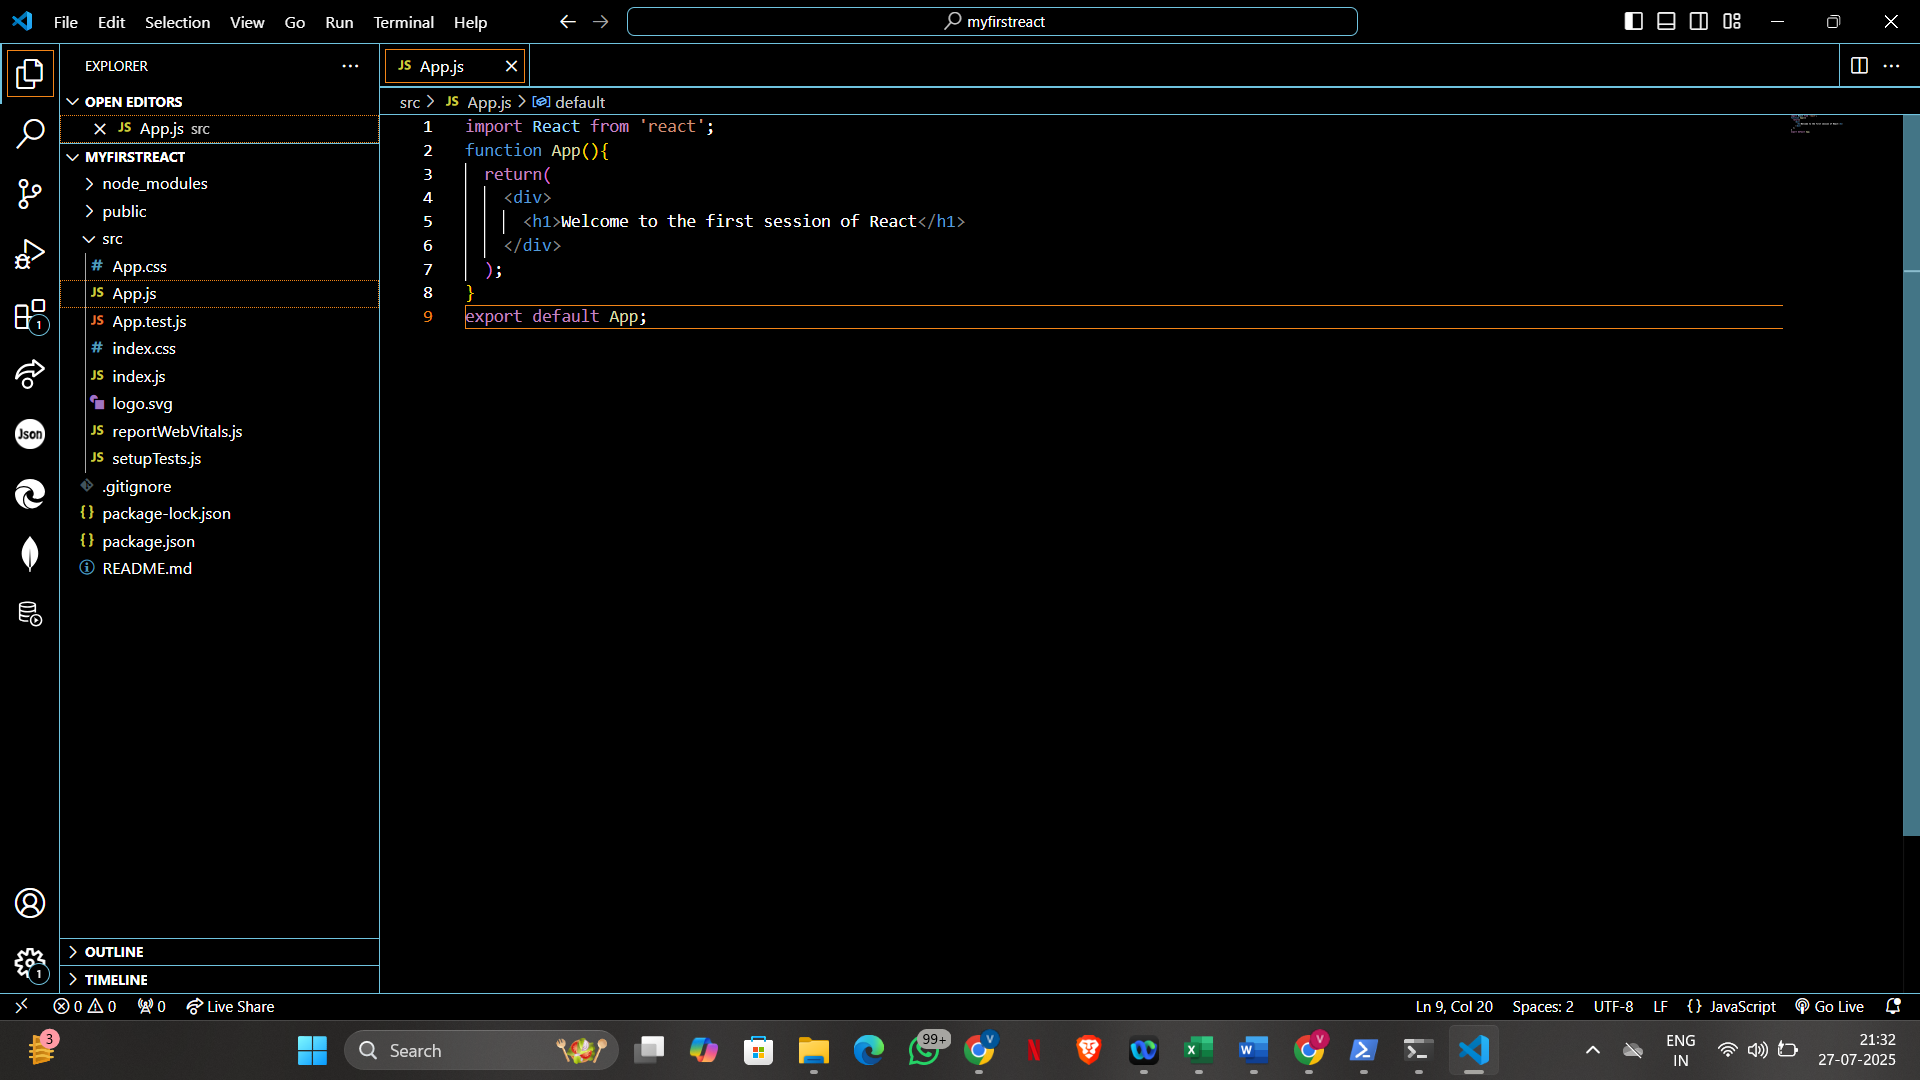 File Edit Selection View Go Run Terminal Help
myfirstreact
EXPLORER
OPEN EDITORS
JS App.js src
MYFIRSTREACT
node_modules
public
src
# App.css
JS App.js
JS App.test.js
# index.css
JS index.js
logo.svg
JS reportWebVitals.js
JS setupTests.js
.gitignore
{} package-lock.json
{} package.json
README.md
OUTLINE
TIMELINE
1
Json
1
JS App.js
src > JS App.js > default
1 import React from 'react';
2 function App(){
3 return(
4 <div>
5 <h1>Welcome to the first session of React</h1>
6 </div>
7 );
8 }
9 export default App;
0 0 0 Live Share
Ln 9, Col 20 Spaces: 2 UTF-8 LF {} JavaScript Go Live
3
Search
99+
V
V
ENG
IN
21:32
27-07-2025